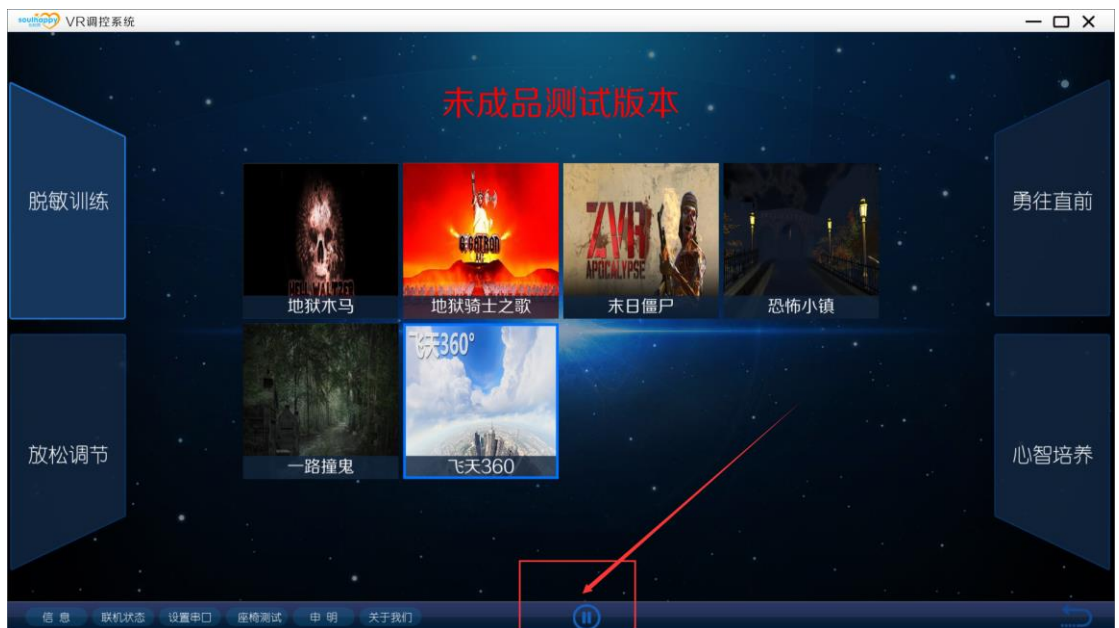 soulhappy VR调控系统
未成品测试版本
脱敏训练
勇往直前
HELL WALTZER
地狱木马
GIGATRON
地狱骑士之歌
ZVR
APOCALYPSE
末日僵尸
恐怖小镇
一路撞鬼
飞天360°
飞天360
放松调节
心智培养
信 息 联机状态 设置串口 座椅测试 申 明 关于我们